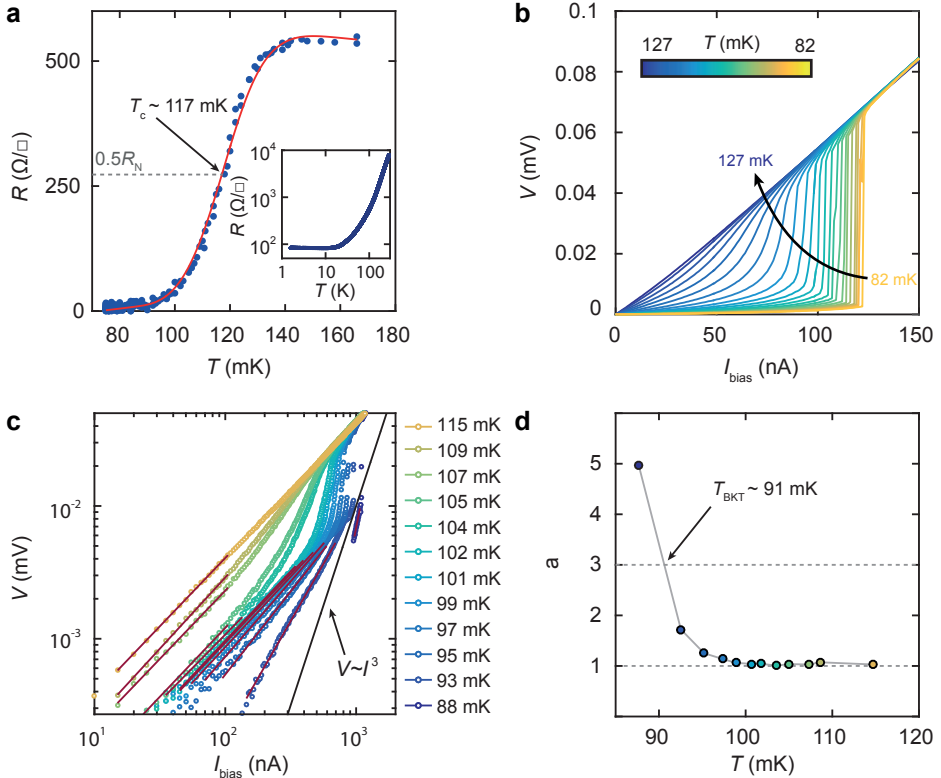 a
R (Ω/□)
500
250
0
T_c ~ 117 mK
0.5R_N
80 100 120 140 160 180
T (mK)
R (Ω/□)
10^4
10^3
10^2
1 10 100
T (K)
b
127 T (mK) 82
V (mV)
0.1
0.08
0.06
0.04
0.02
0
127 mK
82 mK
0 50 100 150
I_bias (nA)
c
V (mV)
10^-2
10^-3
V~I^3
10^1 10^2 10^3
I_bias (nA)
115 mK
109 mK
107 mK
105 mK
104 mK
102 mK
101 mK
99 mK
97 mK
95 mK
93 mK
88 mK
d
a
5
4
3
2
1
0
T_BKT ~ 91 mK
90 100 110 120
T (mK)